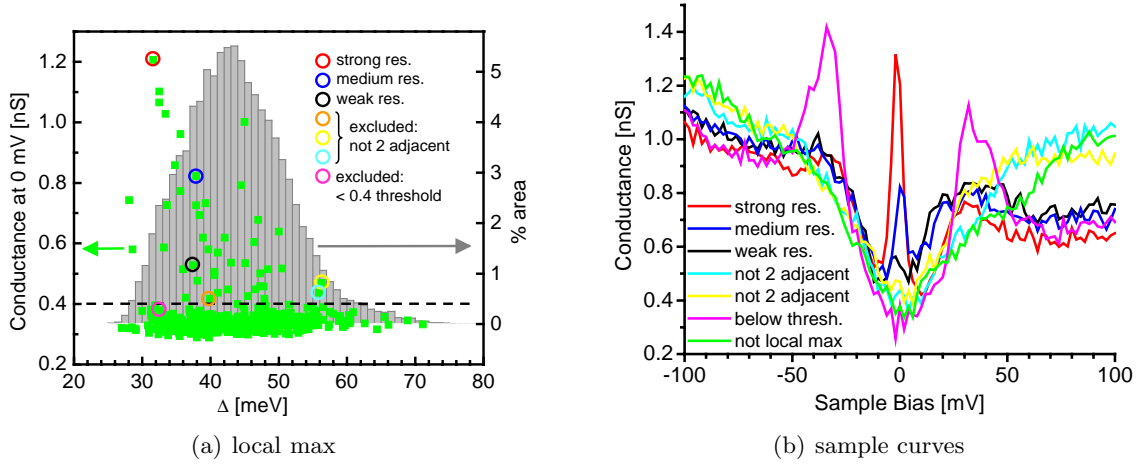 1.2
1.0
0.8
0.6
0.4
0.2
Conductance at 0 mV [nS]
strong res.
medium res.
weak res.
excluded:
not 2 adjacent
excluded:
< 0.4 threshold
5
4
3
2
1
0
% area
20 30 40 50 60 70 80
Δ [meV]
(a) local max
1.4
1.2
1.0
0.8
0.6
0.4
0.2
Conductance [nS]
strong res.
medium res.
weak res.
not 2 adjacent
not 2 adjacent
below thresh.
not local max
-100 -50 0 50 100
Sample Bias [mV]
(b) sample curves